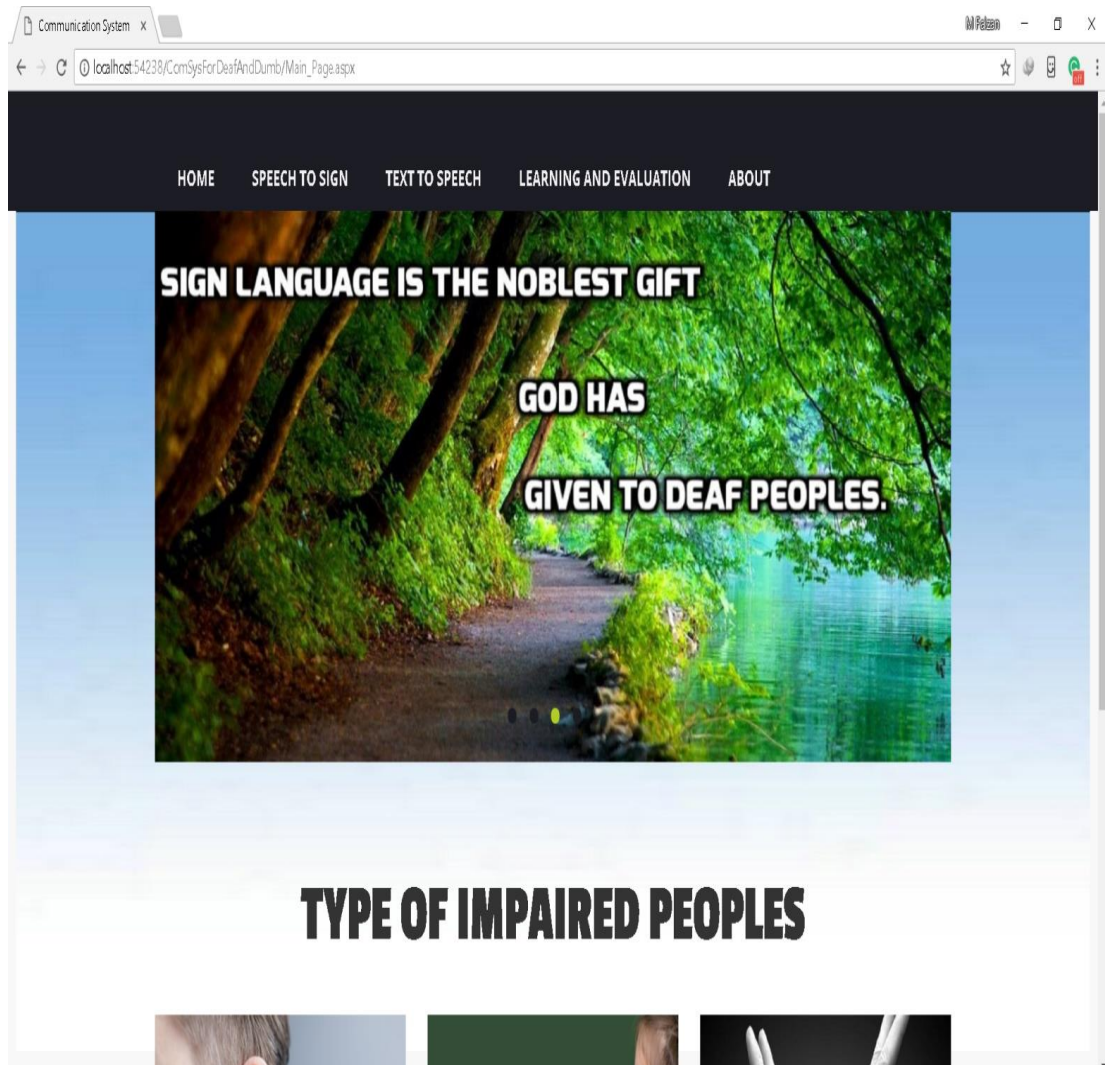 Communication System
M Faizan
localhost:54238/ComSysForDeafAndDumb/Main_Page.aspx
off
HOME SPEECH TO SIGN TEXT TO SPEECH LEARNING AND EVALUATION ABOUT
SIGN LANGUAGE IS THE NOBLEST GIFT
GOD HAS
GIVEN TO DEAF PEOPLES.
TYPE OF IMPAIRED PEOPLES